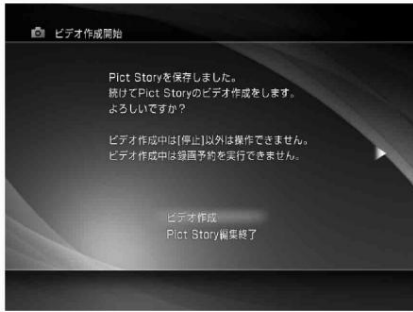 ビデオ作成開始
Pict Storyを保存しました。
続けてPict Storyのビデオ作成をします。
よろしいですか？
ビデオ作成中は[停止]以外は操作できません。
ビデオ作成中は録画予約を実行できません。
ビデオ作成
Pict Story編集終了